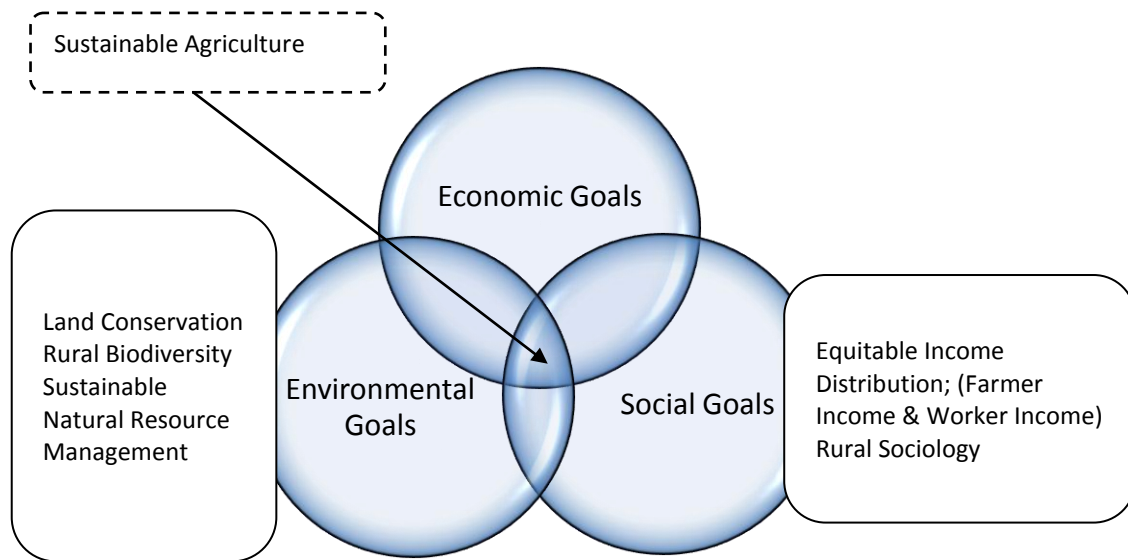 Sustainable Agriculture
Economic Goals
Land Conservation
Rural Biodiversity
Sustainable
Natural Resource
Management
Environmental
Goals
Social Goals
Equitable Income
Distribution; (Farmer
Income & Worker Income)
Rural Sociology